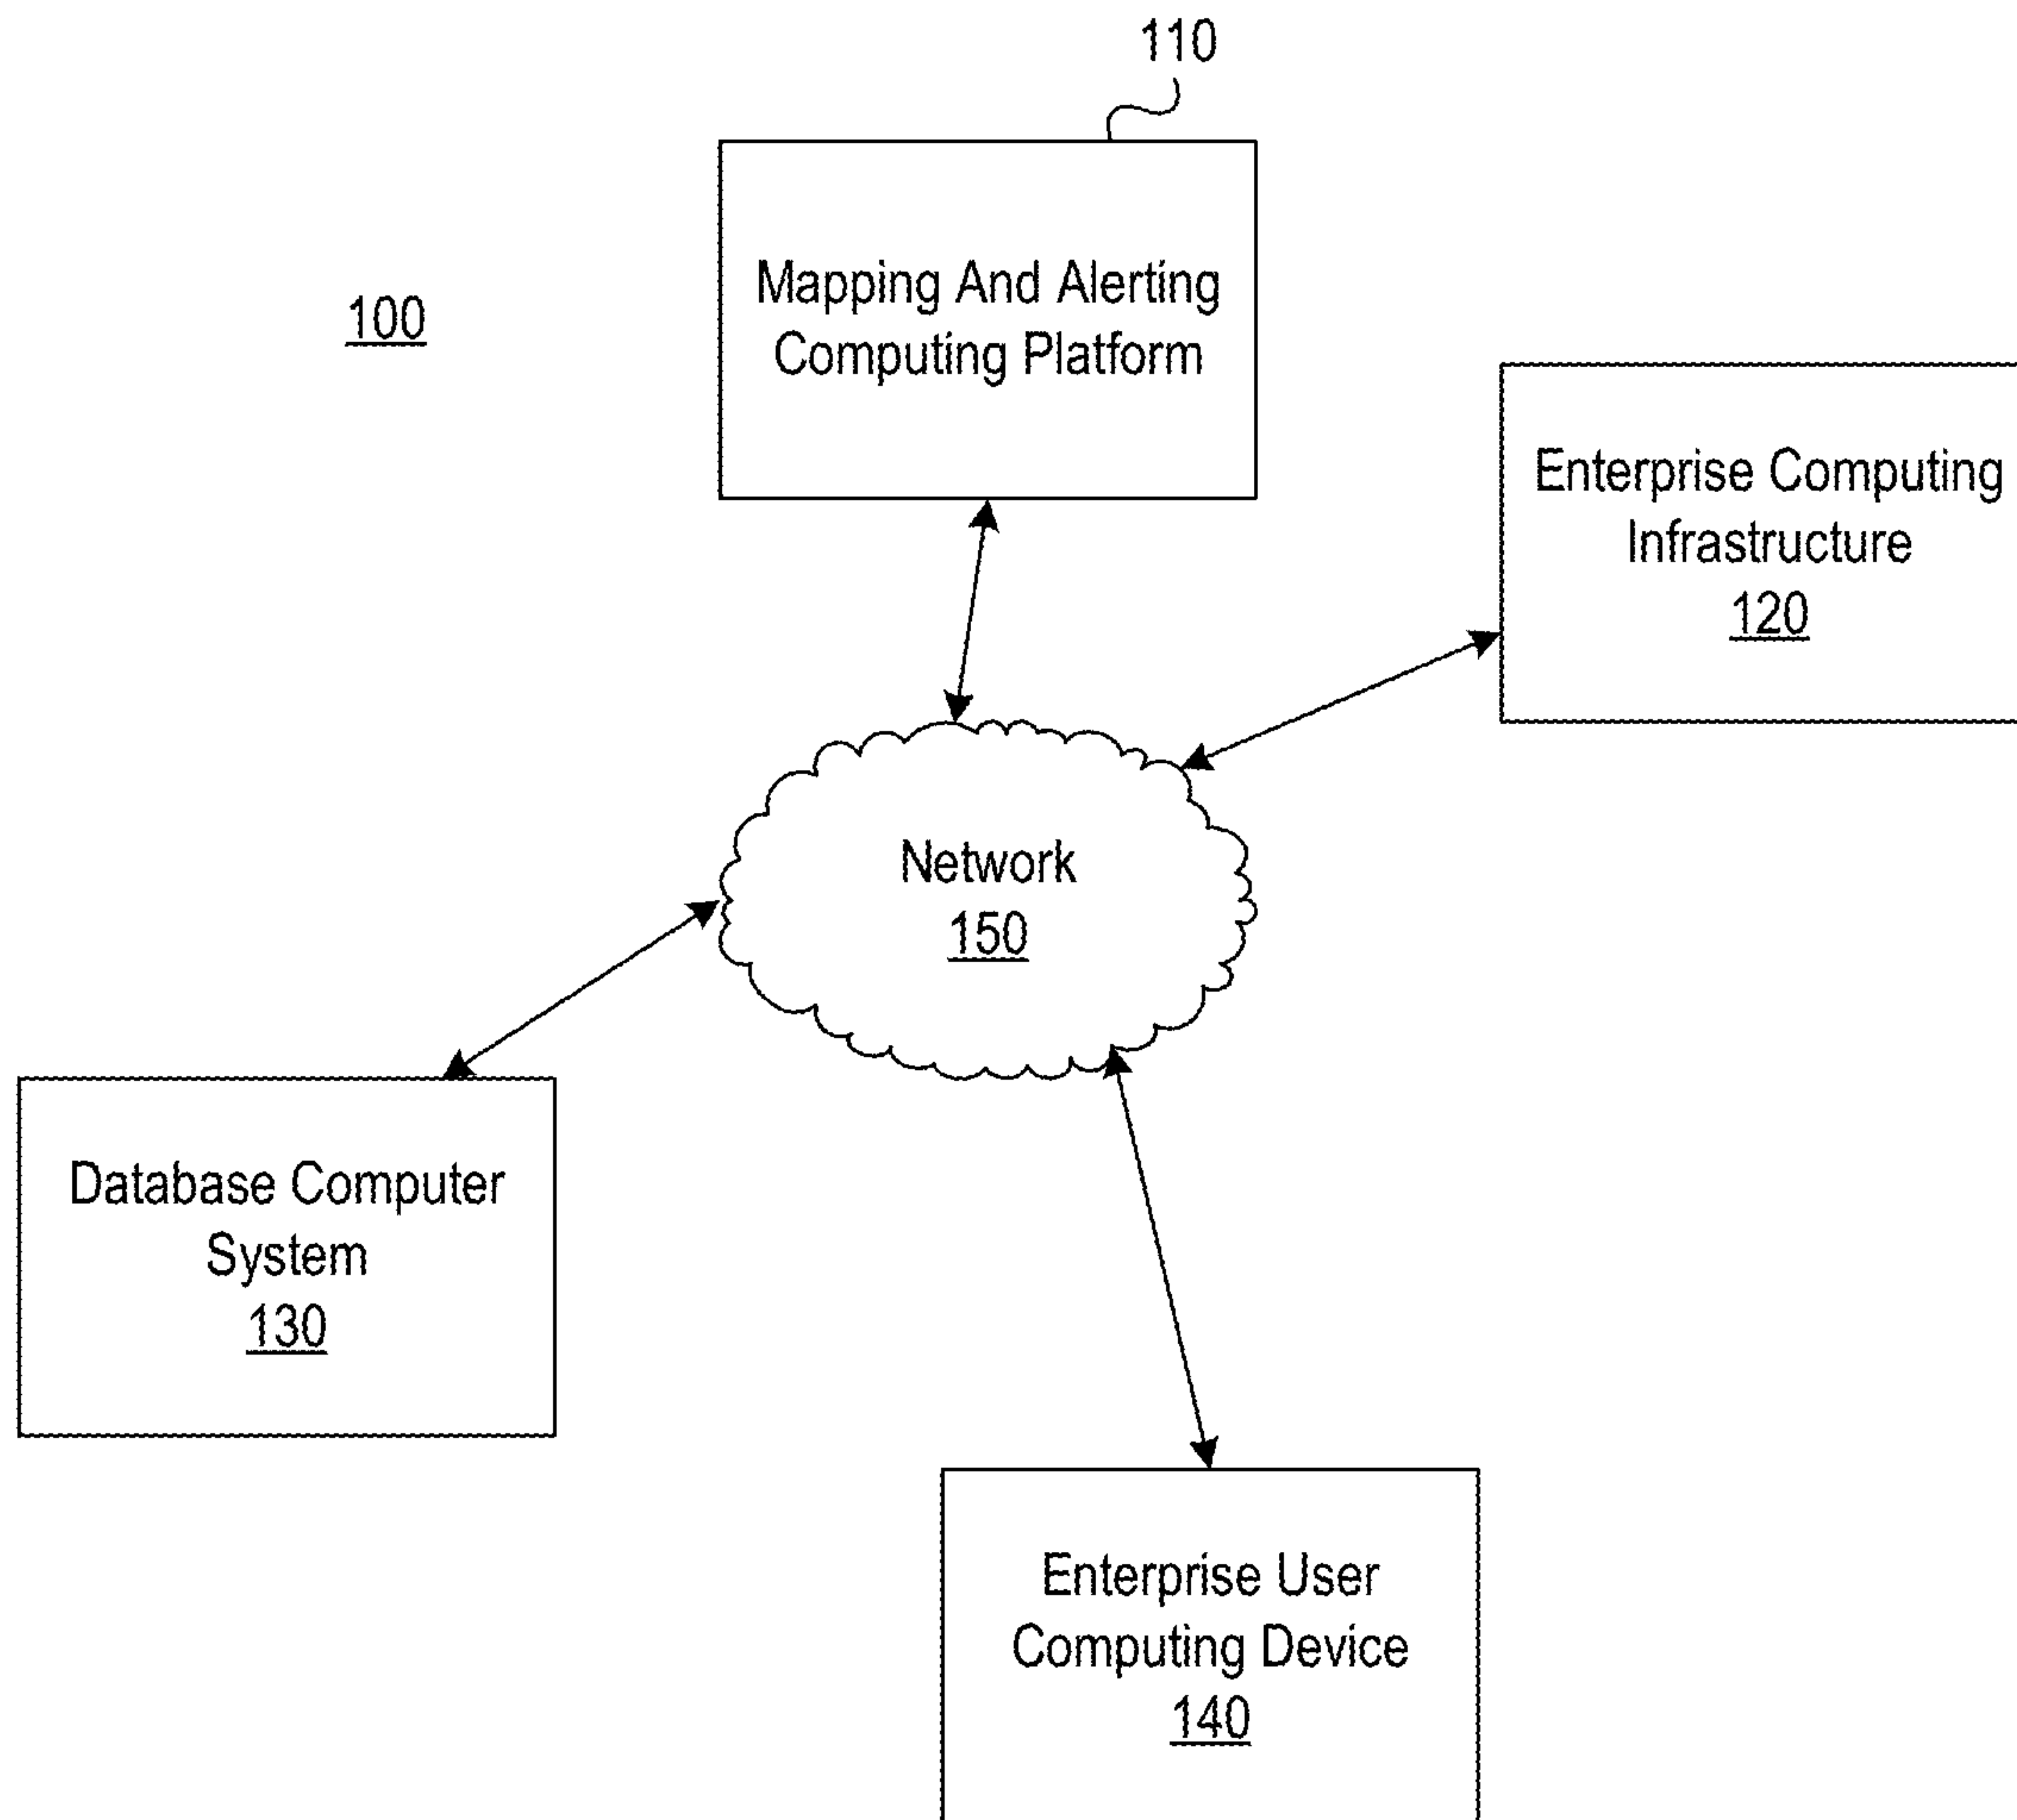 110
Mapping And Alerting
Computing Platform
100
Enterprise Computing
Infrastructure
120
Network
150
Database Computer
System
130
Enterprise User
Computing Device
140